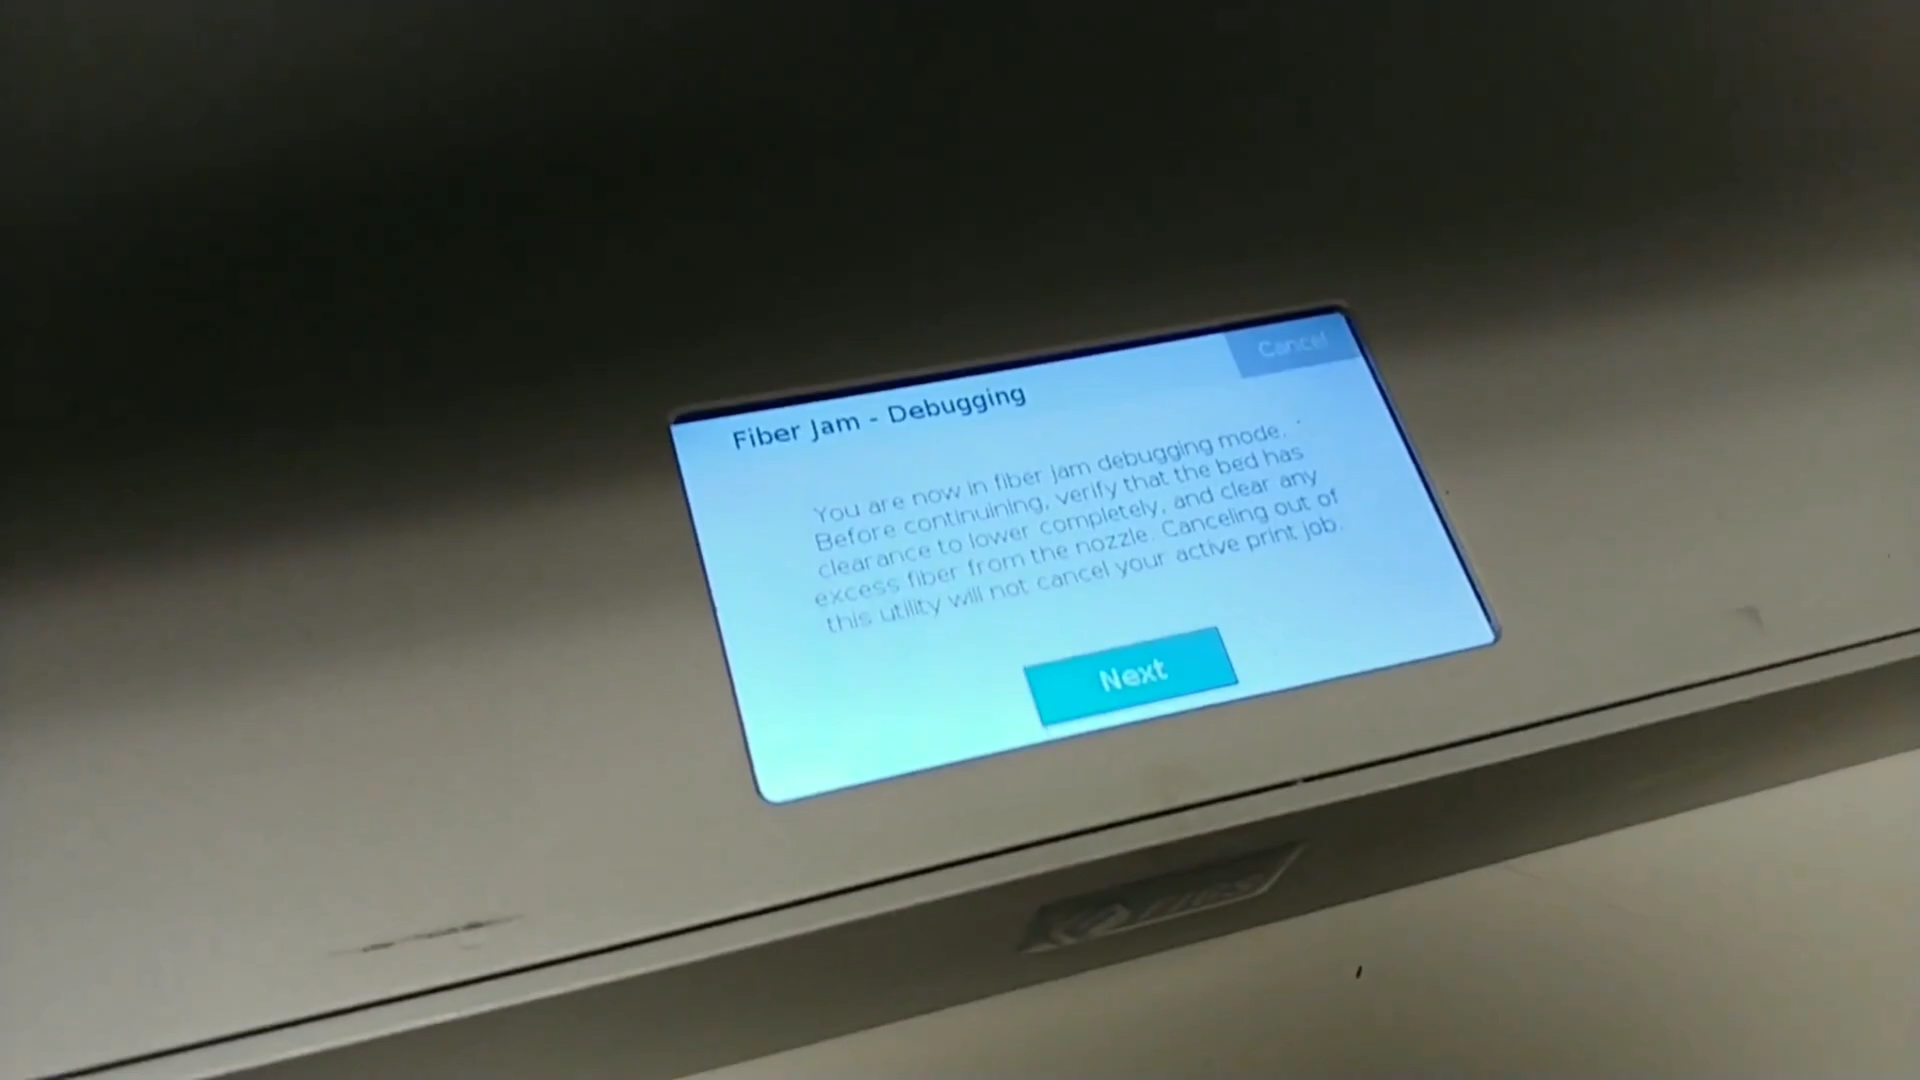 Cancel
Fiber Jam - Debugging
You are now in fiber jam debugging mode.
Before continuining, verify that the bed has
clearance to lower completely, and clear any
excess fiber from the nozzle. Canceling out of
this utility will not cancel your active print job.
Next